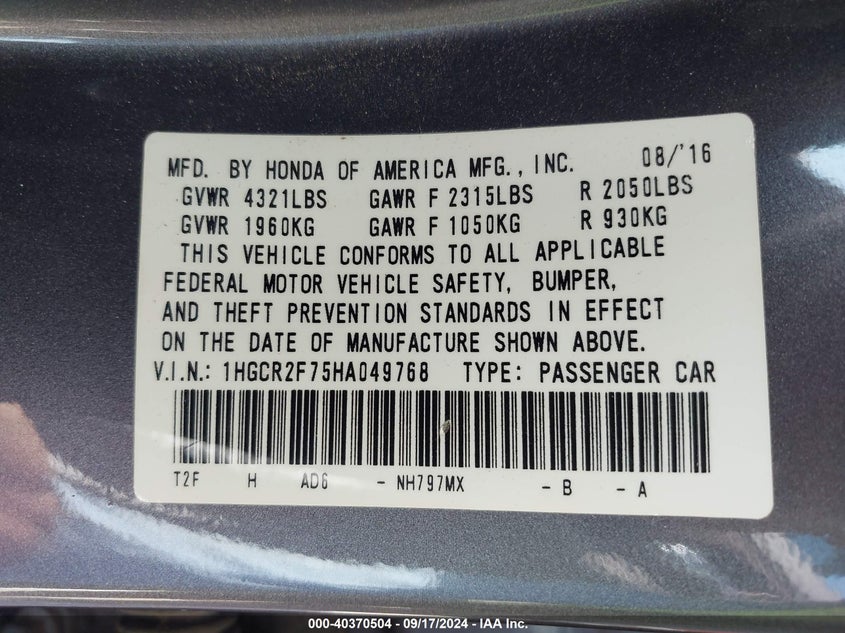 MFD. BY HONDA OF AMERICA MFG., INC. 08/'16
GVWR 4321LBS GAWR F 2315LBS R 2050LBS
GVWR 1960KG GAWR F 1050KG R 930KG
THIS VEHICLE CONFORMS TO ALL APPLICABLE
FEDERAL MOTOR VEHICLE SAFETY, BUMPER,
AND THEFT PREVENTION STANDARDS IN EFFECT
ON THE DATE OF MANUFACTURE SHOWN ABOVE.
V.I.N.: 1HGCR2F75HA049768 TYPE: PASSENGER CAR
T2F H AD6 - NH797MX - B - A
000-40370504 - 09/17/2024 - IAA Inc.